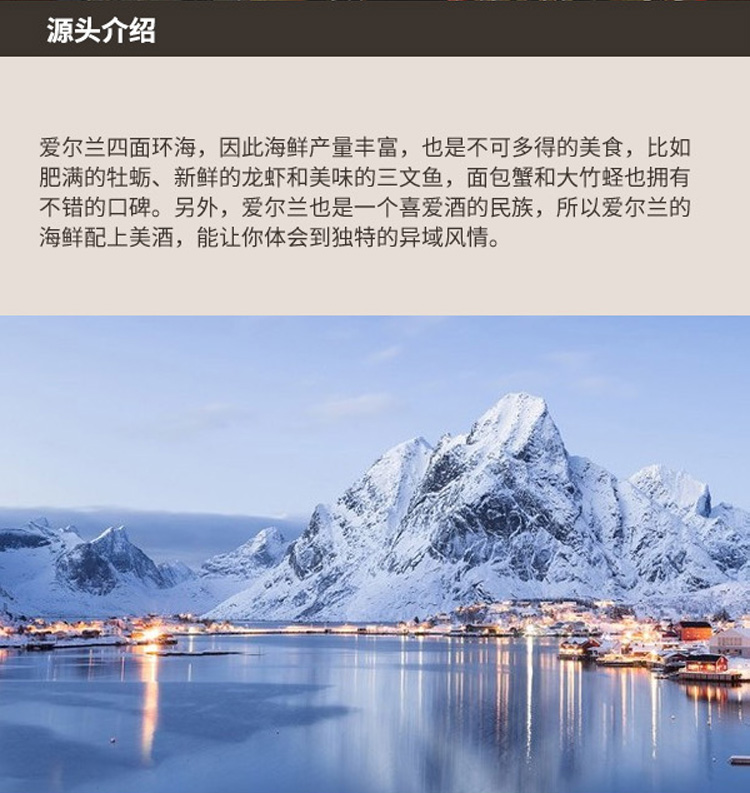 源头介绍
爱尔兰四面环海，因此海鲜产量丰富，也是不可多得的美食，比如
肥满的牡蛎、新鲜的龙虾和美味的三文鱼，面包蟹和大竹蛏也拥有
不错的口碑。另外，爱尔兰也是一个喜爱酒的民族，所以爱尔兰的
海鲜配上美酒，能让你体会到独特的异域风情。